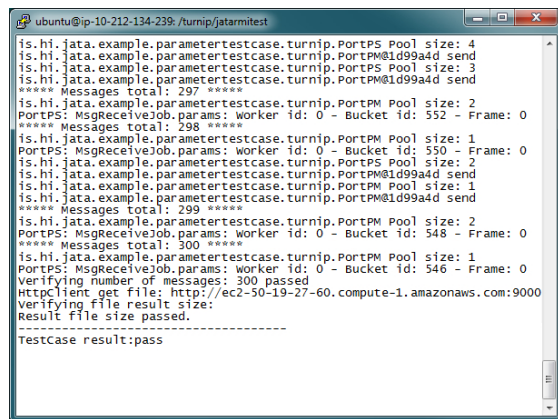 ubuntu@ip-10-212-134-239: /turnip/jatarmitest
is.hi.jata.example.parametertestcase.turnip.PortPS Pool size: 4
is.hi.jata.example.parametertestcase.turnip.PortPM@1d99a4d send
is.hi.jata.example.parametertestcase.turnip.PortPS Pool size: 3
is.hi.jata.example.parametertestcase.turnip.PortPM@1d99a4d send
***** Messages total: 297 *****
is.hi.jata.example.parametertestcase.turnip.PortPM Pool size: 2
PortPS: MsgReceiveJob.params: Worker id: 0 - Bucket id: 552 - Frame: 0
***** Messages total: 298 *****
is.hi.jata.example.parametertestcase.turnip.PortPM Pool size: 1
PortPS: MsgReceiveJob.params: Worker id: 0 - Bucket id: 550 - Frame: 0
is.hi.jata.example.parametertestcase.turnip.PortPS Pool size: 2
is.hi.jata.example.parametertestcase.turnip.PortPM@1d99a4d send
is.hi.jata.example.parametertestcase.turnip.PortPM Pool size: 1
is.hi.jata.example.parametertestcase.turnip.PortPM@1d99a4d send
***** Messages total: 299 *****
is.hi.jata.example.parametertestcase.turnip.PortPM Pool size: 2
PortPS: MsgReceiveJob.params: Worker id: 0 - Bucket id: 548 - Frame: 0
***** Messages total: 300 *****
is.hi.jata.example.parametertestcase.turnip.PortPM Pool size: 1
PortPS: MsgReceiveJob.params: Worker id: 0 - Bucket id: 546 - Frame: 0
Verifying number of messages: 300 passed
HttpClient get file: http://ec2-50-19-27-60.compute-1.amazonaws.com:9000
Verifying file result size:
Result file size passed.
--------------------------------------
TestCase result:pass